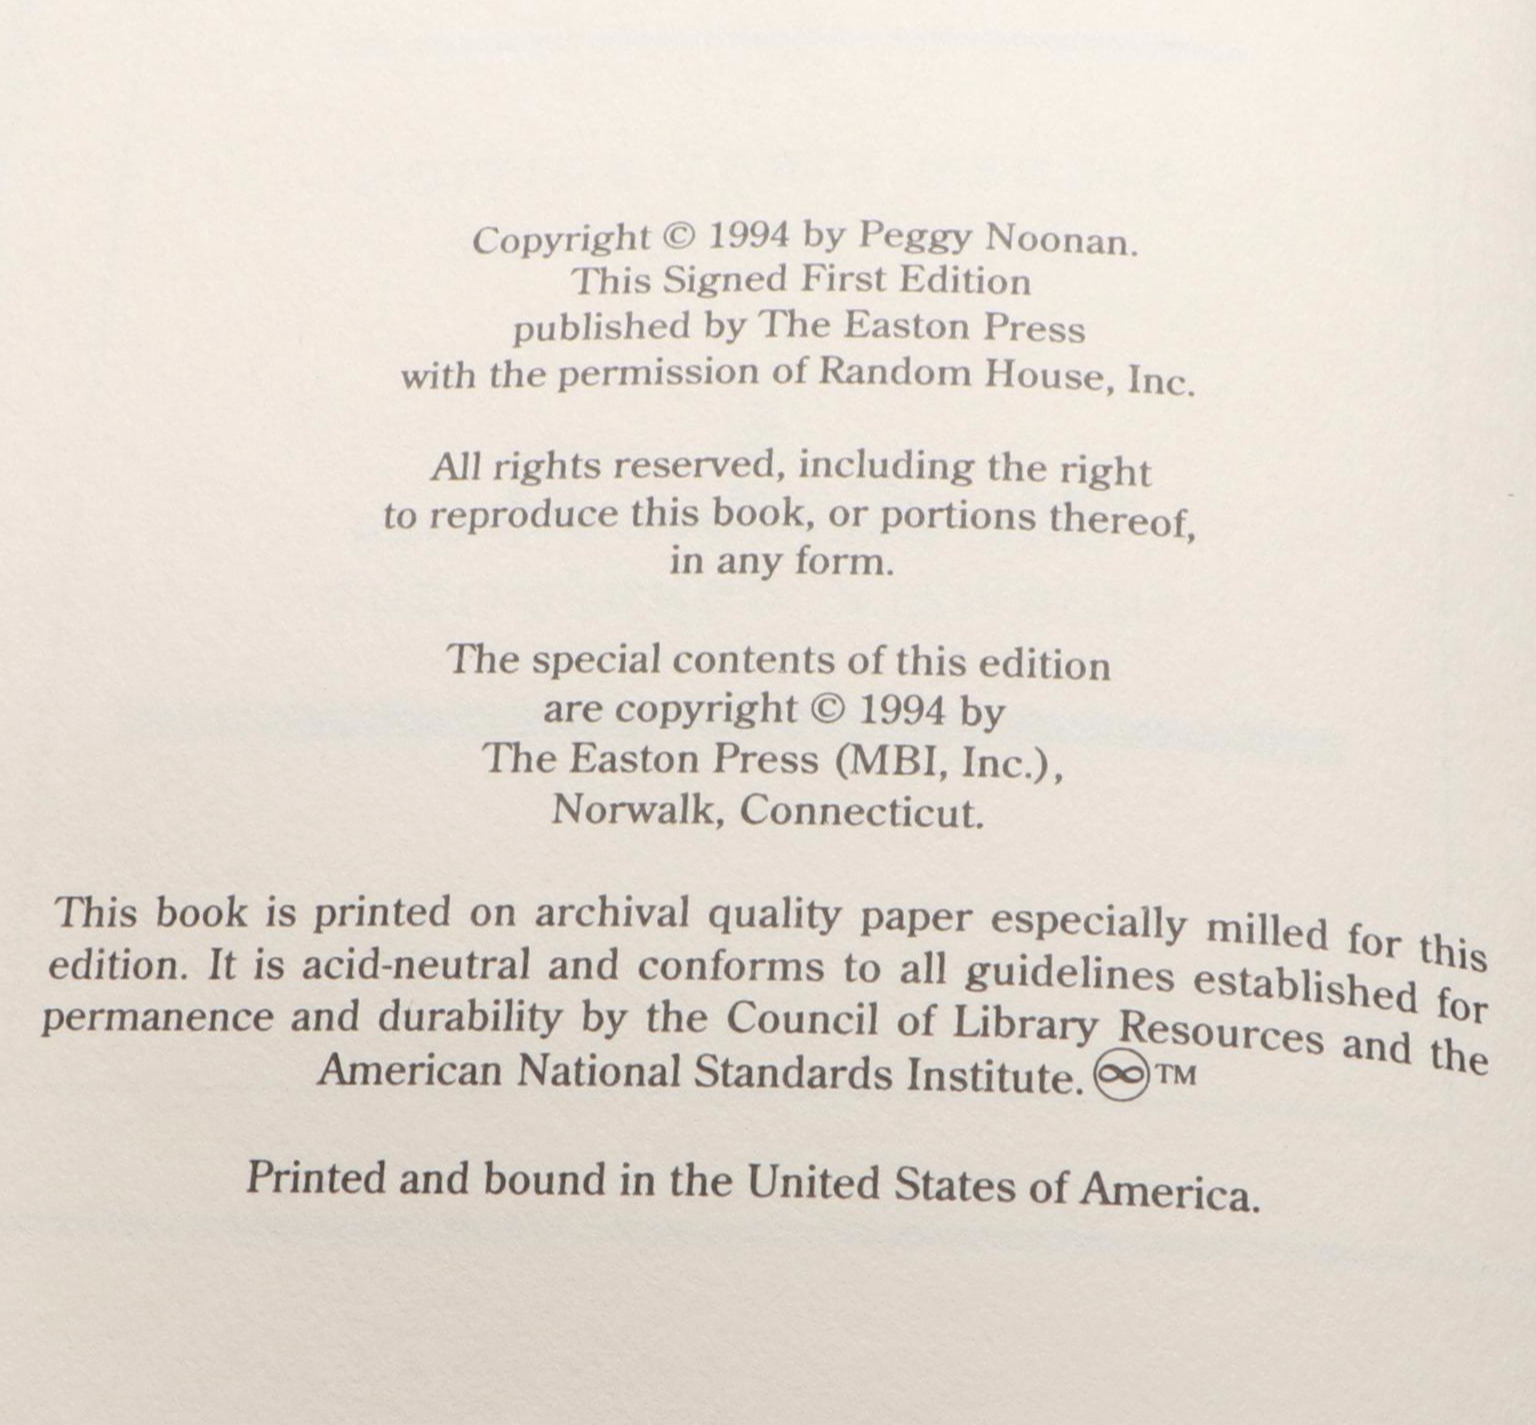 Copyright © 1994 by Peggy Noonan.
This Signed First Edition
published by The Easton Press
with the permission of Random House, Inc.
All rights reserved, including the right
to reproduce this book, or portions thereof,
in any form.
The special contents of this edition
are copyright © 1994 by
The Easton Press (MBI, Inc.),
Norwalk, Connecticut.
This book is printed on archival quality paper especially milled for this
edition. It is acid-neutral and conforms to all guidelines established for
permanence and durability by the Council of Library Resources and the
American National Standards Institute. ♾™
Printed and bound in the United States of America.